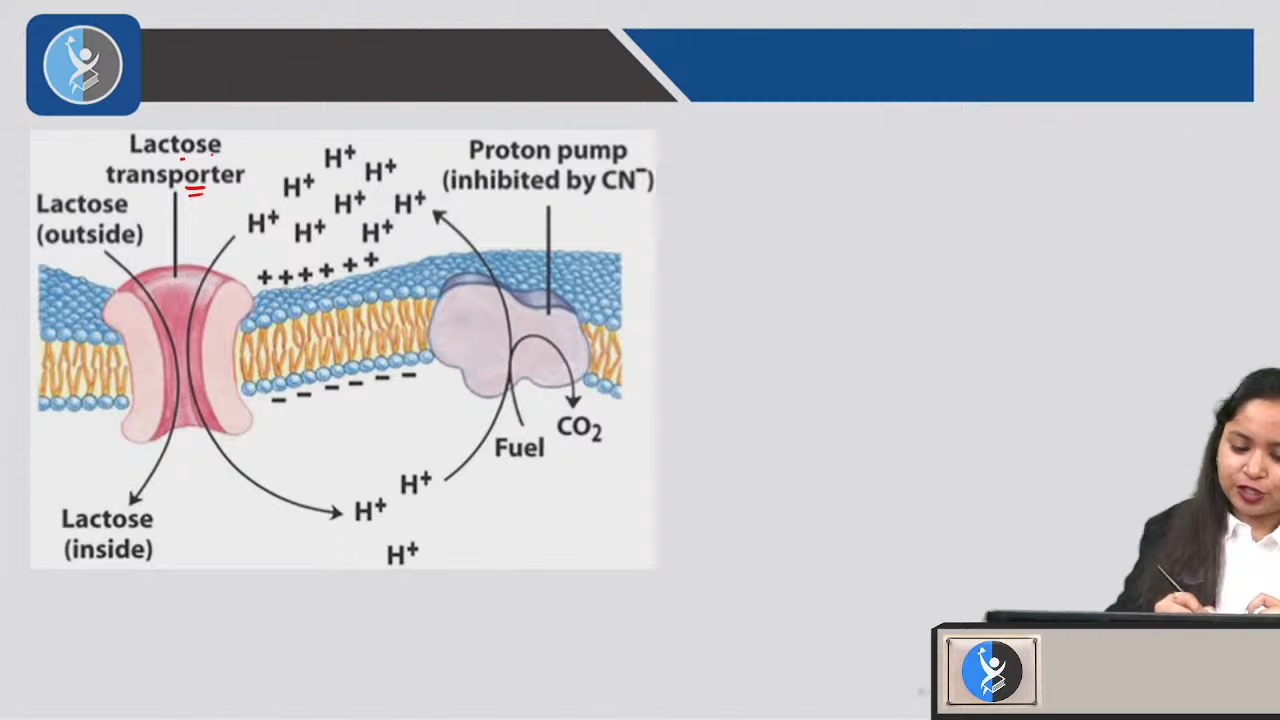 Lactose
transporter
Lactose
(outside)
H⁺
H⁺
H⁺
H⁺
H⁺
H⁺
H⁺
H⁺
+ + + + + +
Proton pump
(inhibited by CN⁻)
– – – – –
CO₂
Fuel
H⁺
H⁺
H⁺
Lactose
(inside)